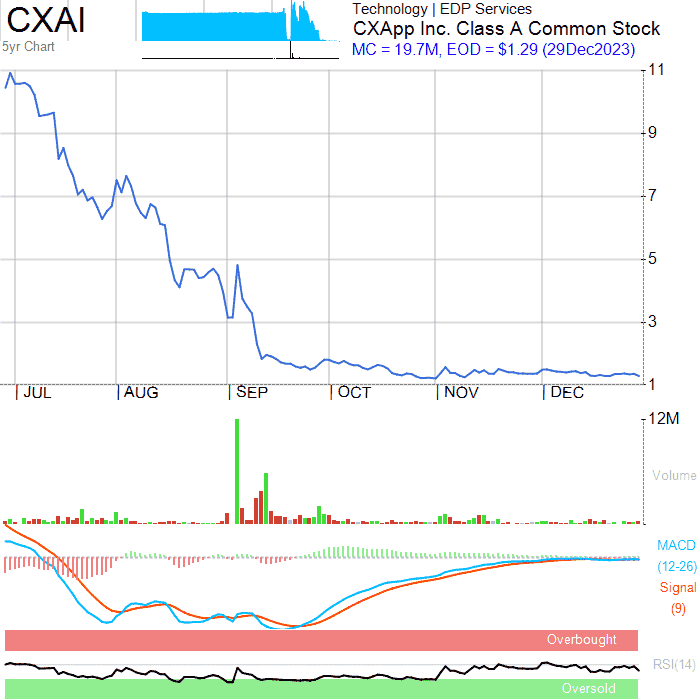 CXAI
5yr Chart
Technology | EDP Services
CXApp Inc. Class A Common Stock
MC = 19.7M, EOD = $1.29 (29Dec2023)
11
9
7
5
3
1
JUL
AUG
SEP
OCT
NOV
DEC
12M
Volume
MACD
(12-26)
Signal
(9)
Overbought
RSI(14)
Oversold